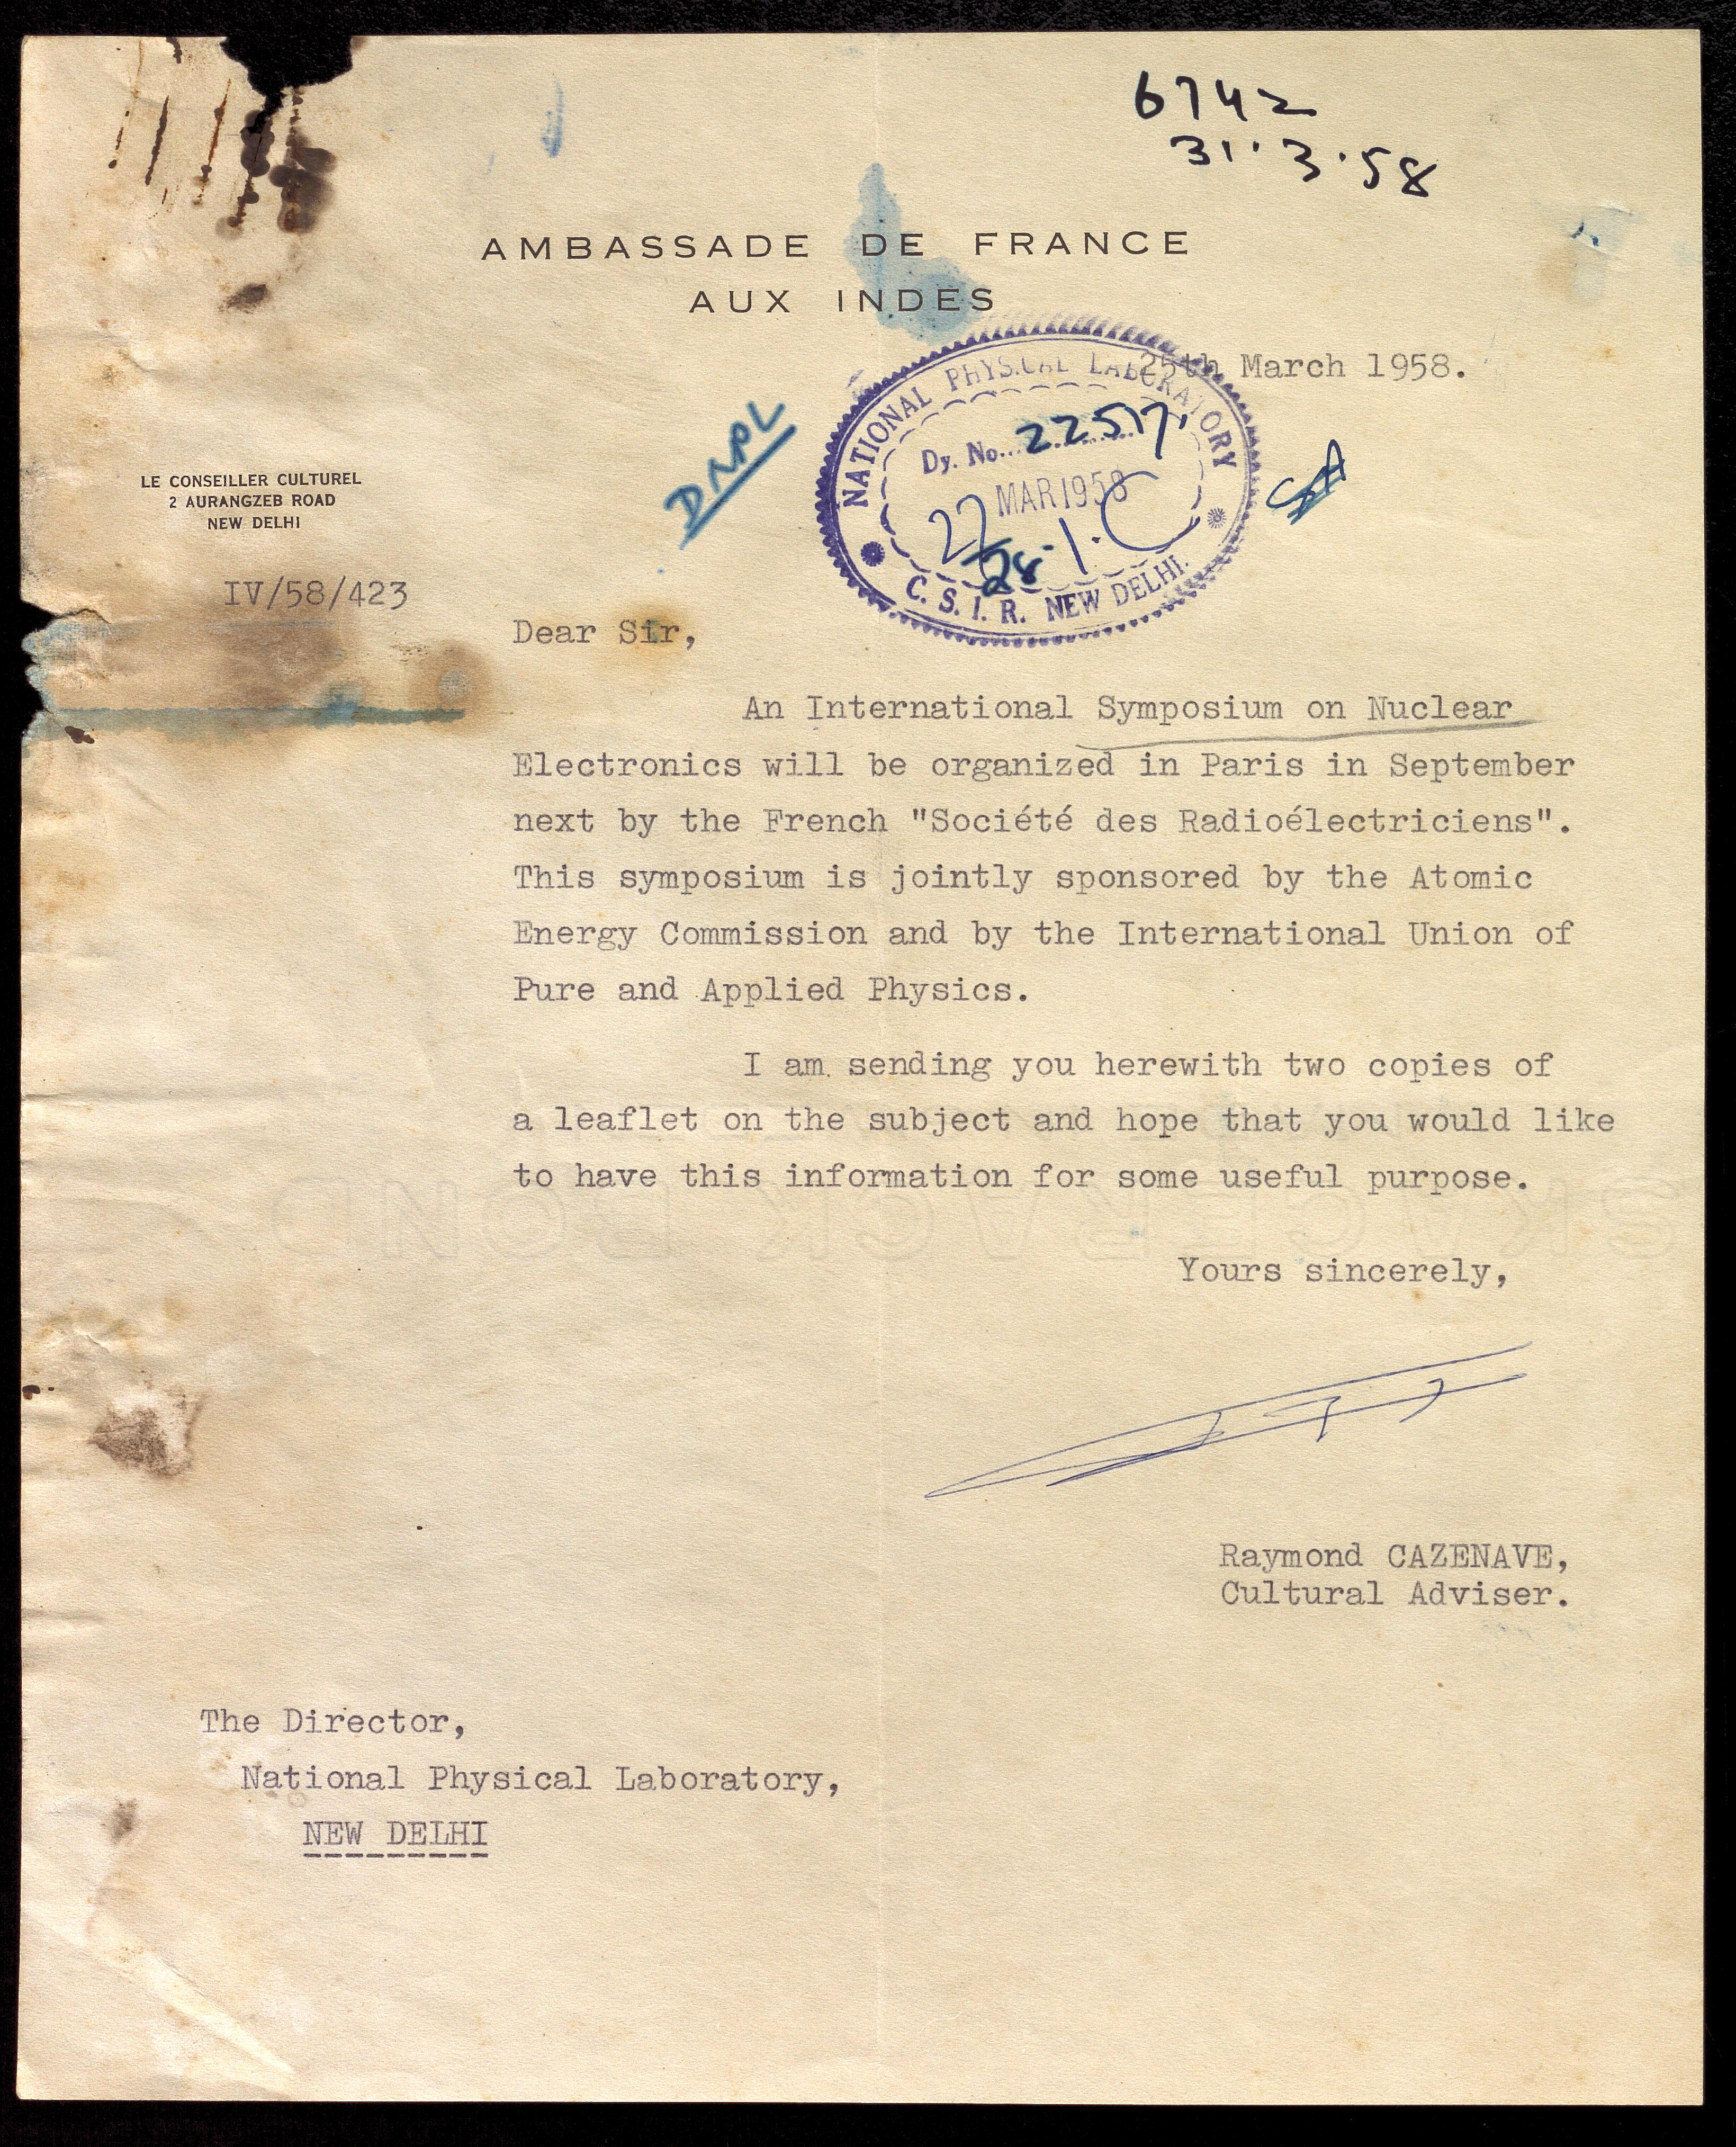 6742
31.3.58
AMBASSADE DE FRANCE
AUX INDES
25th March 1958.
NATIONAL PHYSICAL LABORATORY
Dy. No... 22517.
MAR 1958
28
C. S. I. R. NEW DELHI.
DNPL
LE CONSEILLER CULTUREL
2 AURANGZEB ROAD
NEW DELHI
IV/58/423
Dear Sir,
An International Symposium on Nuclear
Electronics will be organized in Paris in September
next by the French "Société des Radioélectriciens".
This symposium is jointly sponsored by the Atomic
Energy Commission and by the International Union of
Pure and Applied Physics.
I am sending you herewith two copies of
a leaflet on the subject and hope that you would like
to have this information for some useful purpose.
Yours sincerely,
Raymond CAZENAVE,
Cultural Adviser.
The Director,
National Physical Laboratory,
NEW DELHI